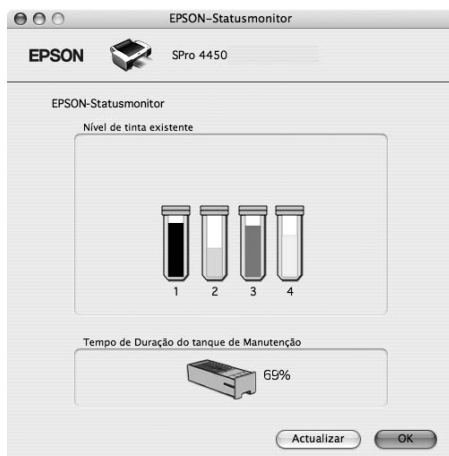 EPSON-Statusmonitor
EPSON
SPro 4450
EPSON-Statusmonitor
Nível de tinta existente
1 2 3 4
Tempo de Duração do tanque de Manutenção
69%
Actualizar OK